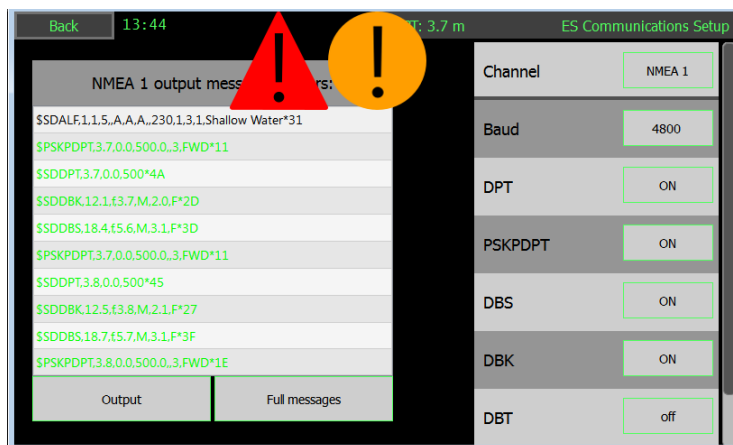 Back
13:44
T: 3.7 m
ES Communications Setup
NMEA 1 output mess rs:
$SDALF,1,1,5,,A,A,A,,230,1,3,1,Shallow Water*31
$PSKPDPT,3.7,0.0,500.0,,3,FWD*11
$SDDPT,3.7,0.0,500*4A
$SDDBK,12.1,f,3.7,M,2.0,F*2D
$SDDBS,18.4,f,5.6,M,3.1,F*3D
$PSKPDPT,3.7,0.0,500.0,,3,FWD*11
$SDDPT,3.8,0.0,500*45
$SDDBK,12.5,f,3.8,M,2.1,F*27
$SDDBS,18.7,f,5.7,M,3.1,F*3F
$PSKPDPT,3.8,0.0,500.0,,3,FWD*1E
Output
Full messages
Channel
NMEA 1
Baud
4800
DPT
ON
PSKPDPT
ON
DBS
ON
DBK
ON
DBT
off